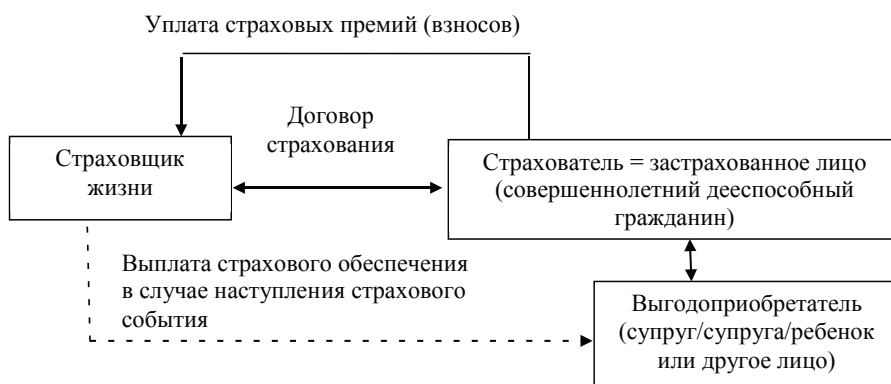 Уплата страховых премий (взносов)
Договор
страхования
Страховщик
жизни
Страхователь = застрахованное лицо
(совершеннолетний дееспособный
гражданин)
Выплата страхового обеспечения
в случае наступления страхового
события
Выгодоприобретатель
(супруг/супруга/ребенок
или другое лицо)